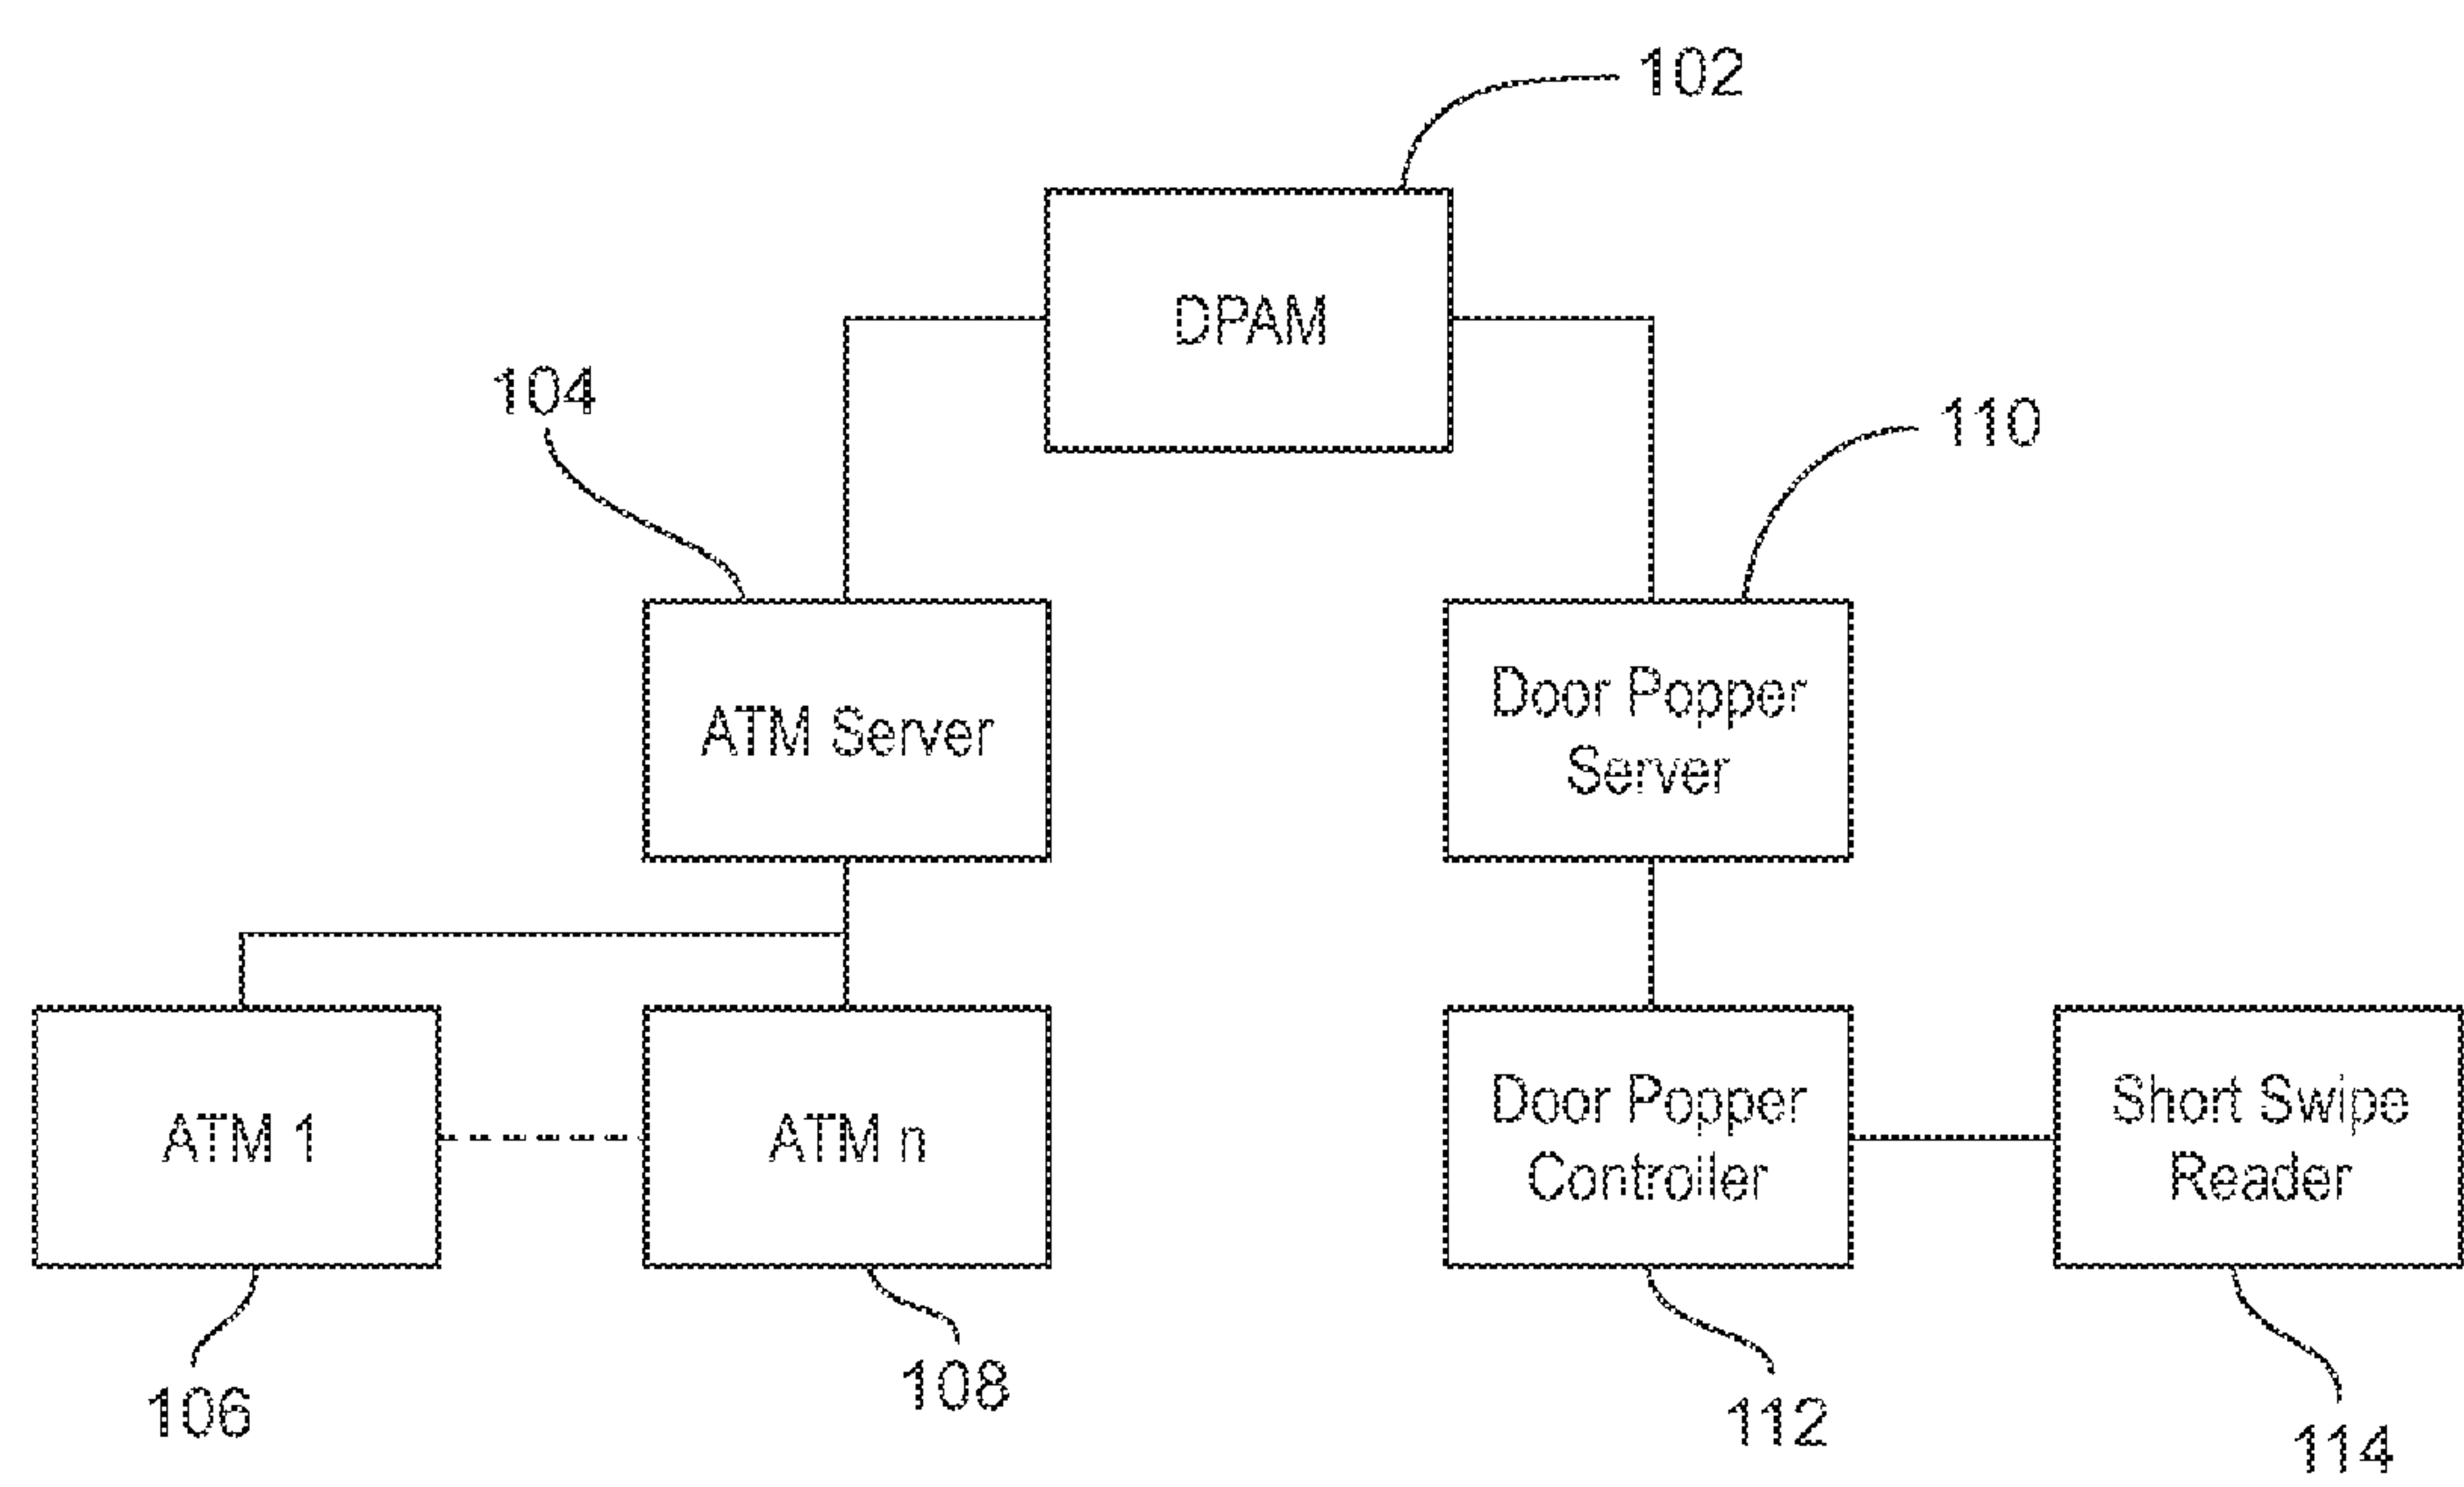 102
DPAM
104
110
ATM Server
Door Popper
Server
ATM 1
ATM n
Door Popper
Controller
Short Swipe
Reader
106
108
112
114